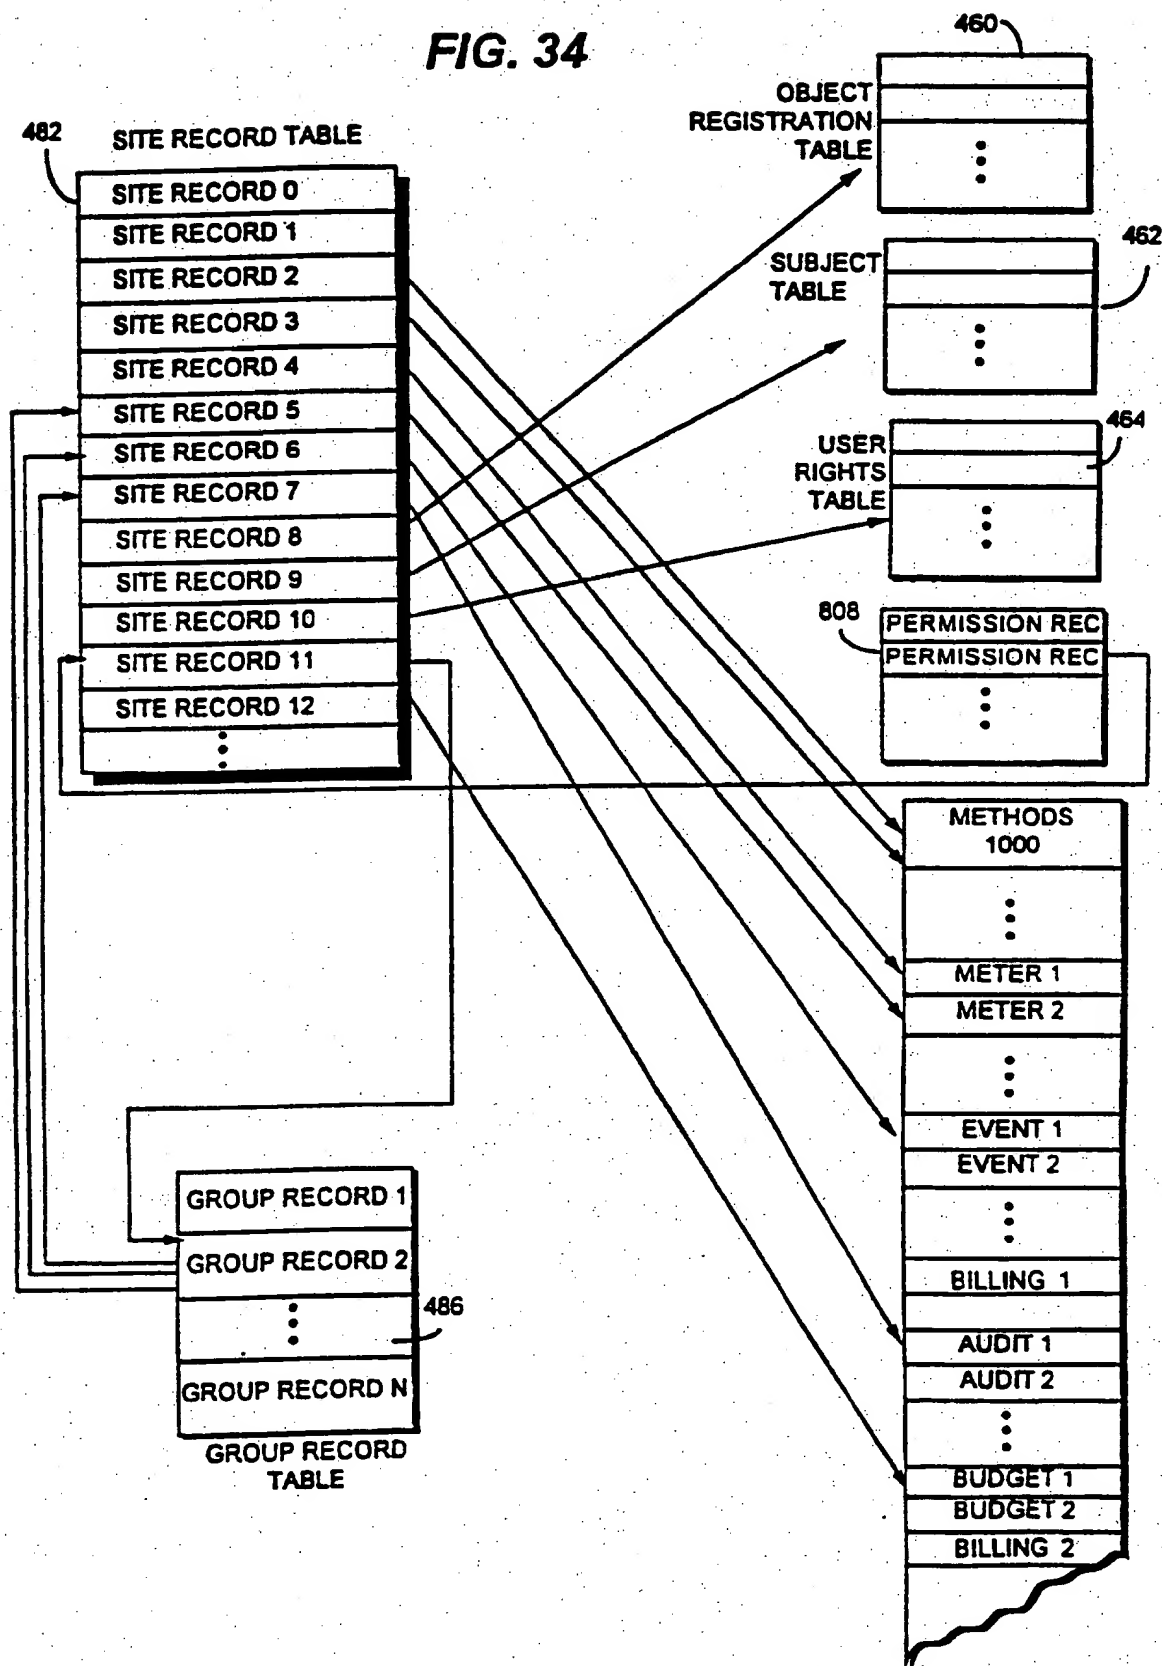 FIG. 34
482
SITE RECORD TABLE
SITE RECORD 0
SITE RECORD 1
SITE RECORD 2
SITE RECORD 3
SITE RECORD 4
SITE RECORD 5
SITE RECORD 6
SITE RECORD 7
SITE RECORD 8
SITE RECORD 9
SITE RECORD 10
SITE RECORD 11
SITE RECORD 12
460
OBJECT
REGISTRATION
TABLE
462
SUBJECT
TABLE
464
USER
RIGHTS
TABLE
808
PERMISSION REC
PERMISSION REC
METHODS
1000
METER 1
METER 2
EVENT 1
EVENT 2
BILLING 1
AUDIT 1
AUDIT 2
BUDGET 1
BUDGET 2
BILLING 2
GROUP RECORD 1
GROUP RECORD 2
486
GROUP RECORD N
GROUP RECORD
TABLE